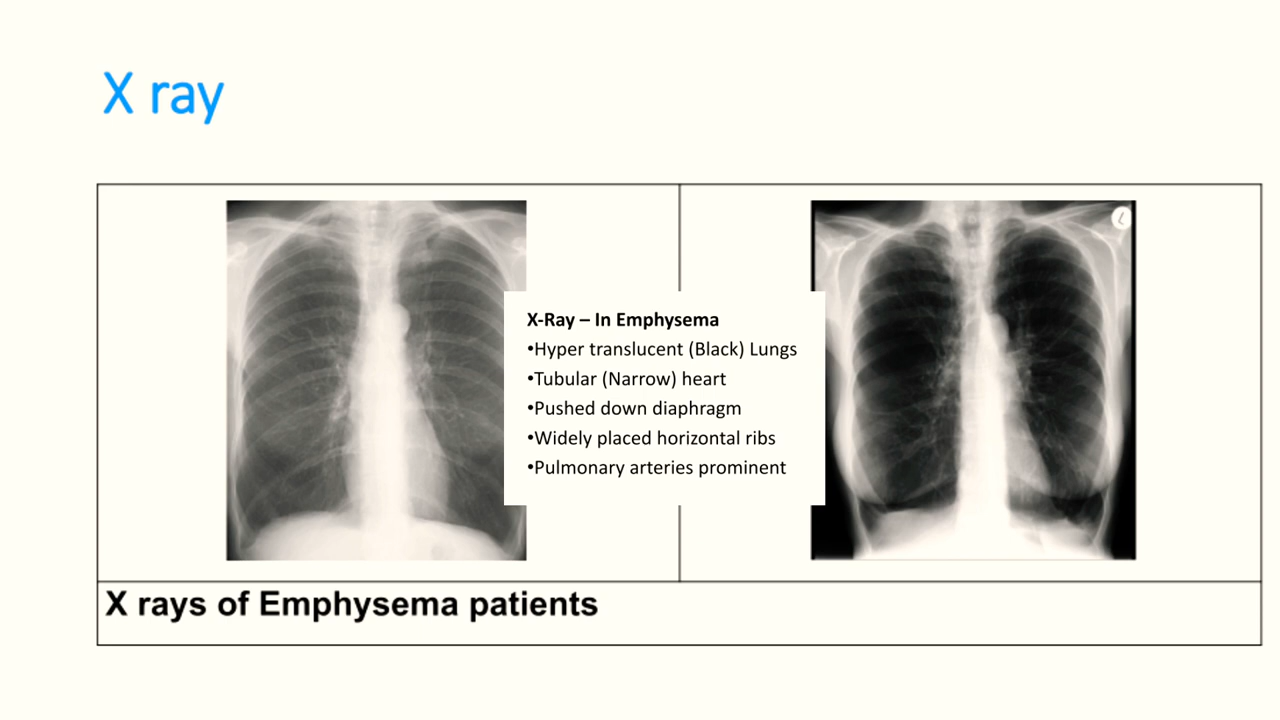 X ray
X-Ray – In Emphysema
•Hyper translucent (Black) Lungs
•Tubular (Narrow) heart
•Pushed down diaphragm
•Widely placed horizontal ribs
•Pulmonary arteries prominent
L
X rays of Emphysema patients